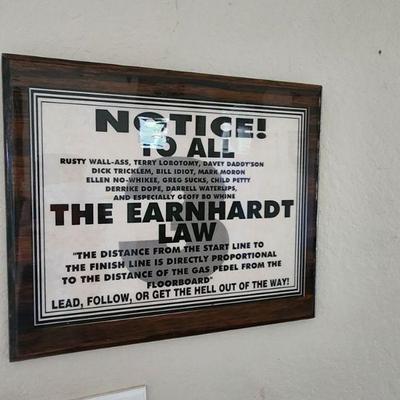 NOTICE!
TO ALL
RUSTY WALL-ASS, TERRY LOBOTOMY, DAVEY DADDY'SON
DICK TRICKLEM, BILL IDIOT, MARK MORON
ELLEN NO-WHIKEE, GREG SUCKS, CHILD PETTY
DERRIKE DOPE, DARRELL WATERLIPS,
AND ESPECIALLY GEOFF BO WHINE
THE EARNHARDT
LAW
"THE DISTANCE FROM THE START LINE TO
THE FINISH LINE IS DIRECTLY PROPORTIONAL
TO THE DISTANCE OF THE GAS PEDEL FROM THE
FLOORBOARD"
LEAD, FOLLOW, OR GET THE HELL OUT OF THE WAY!